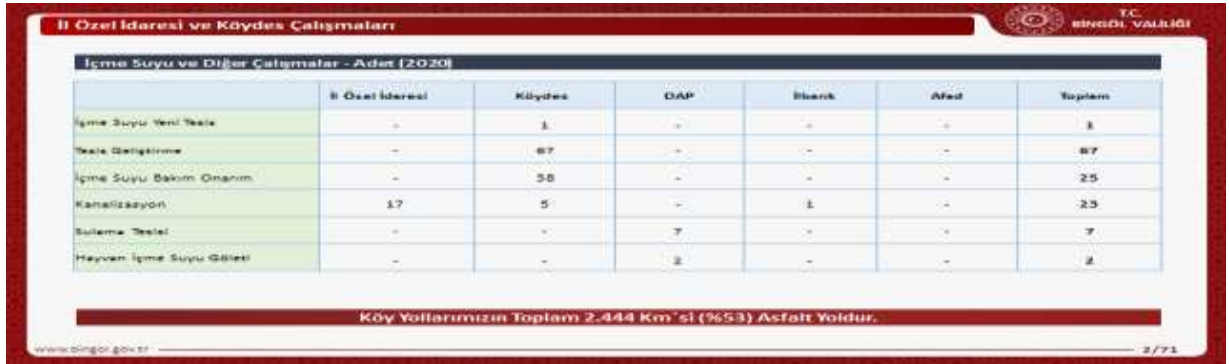 İl Özel İdaresi ve Köydes Çalışmaları
T.C.
BİNGÖL VALİLİĞİ
İçme Suyu ve Diğer Çalışmalar - Adet (2020)
İl Özel İdaresi Köydes DAP İlbank Afad Toplam
İçme Suyu Yeni Tesis - 1 - - - 1
Tesis Geliştirme - 67 - - - 67
İçme Suyu Bakım Onarım - 58 - - - 25
Kanalizasyon 17 5 - 1 - 23
Sulama Tesisi - - 7 - - 7
Hayvan İçme Suyu Göleti - - 2 - - 2
Köy Yollarımızın Toplam 2.444 Km'si (%53) Asfalt Yoldur.
www.bingol.gov.tr 2/71